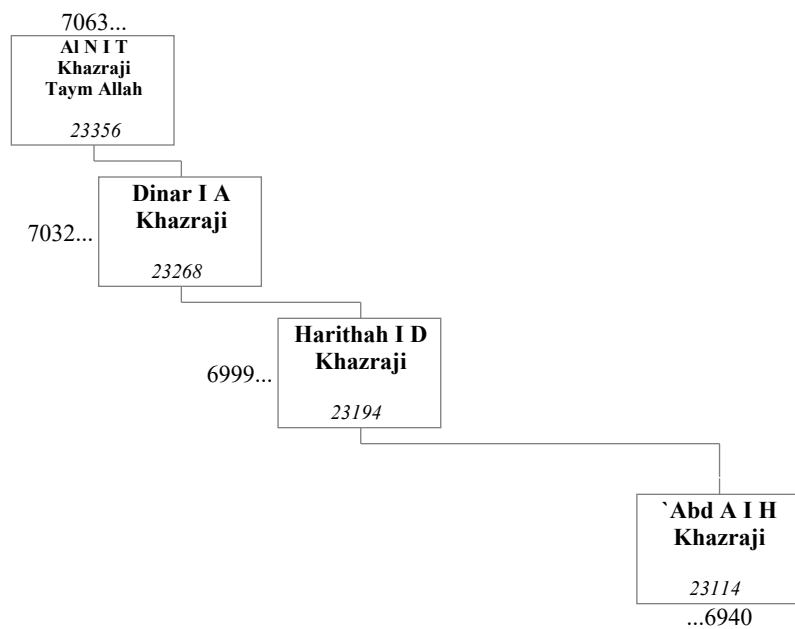 7063...
Al N I T
Khazraji
Taym Allah
23356
Dinar I A
Khazraji
7032...
23268
Harithah I D
Khazraji
6999...
23194
`Abd A I H
Khazraji
23114
...6940